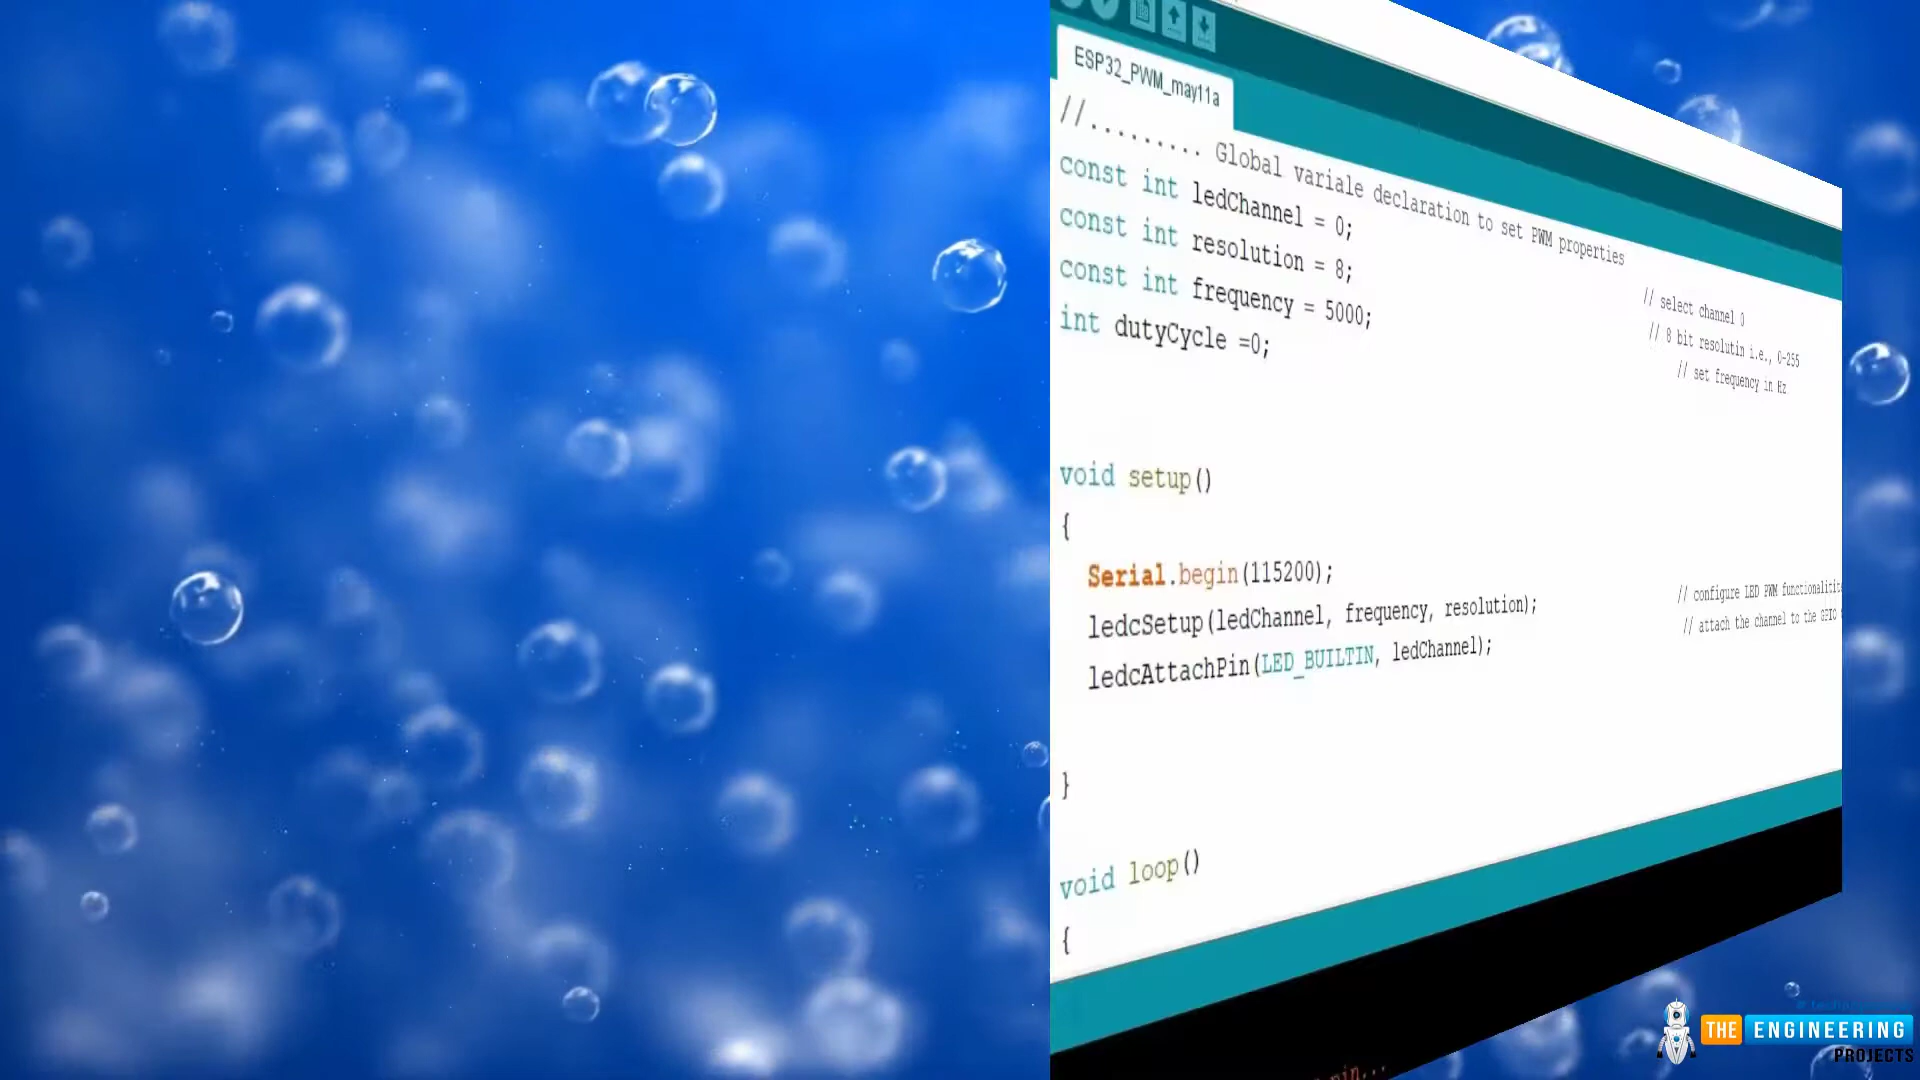 ESP32_PWM_may11a
//......... Global variale declaration to set PWM properties
const int ledChannel = 0; // select channel 0
const int resolution = 8; // 8 bit resolutin i.e., 0-255
const int frequency = 5000; // set frequency in Hz
int dutyCycle =0;
void setup()
{
Serial.begin(115200);
ledcSetup(ledChannel, frequency, resolution); // configure LED PWM
ledcAttachPin(LED_BUILTIN, ledChannel); // attach the channel to the GPIO
}
void loop()
{
THE ENGINEERING
PROJECTS